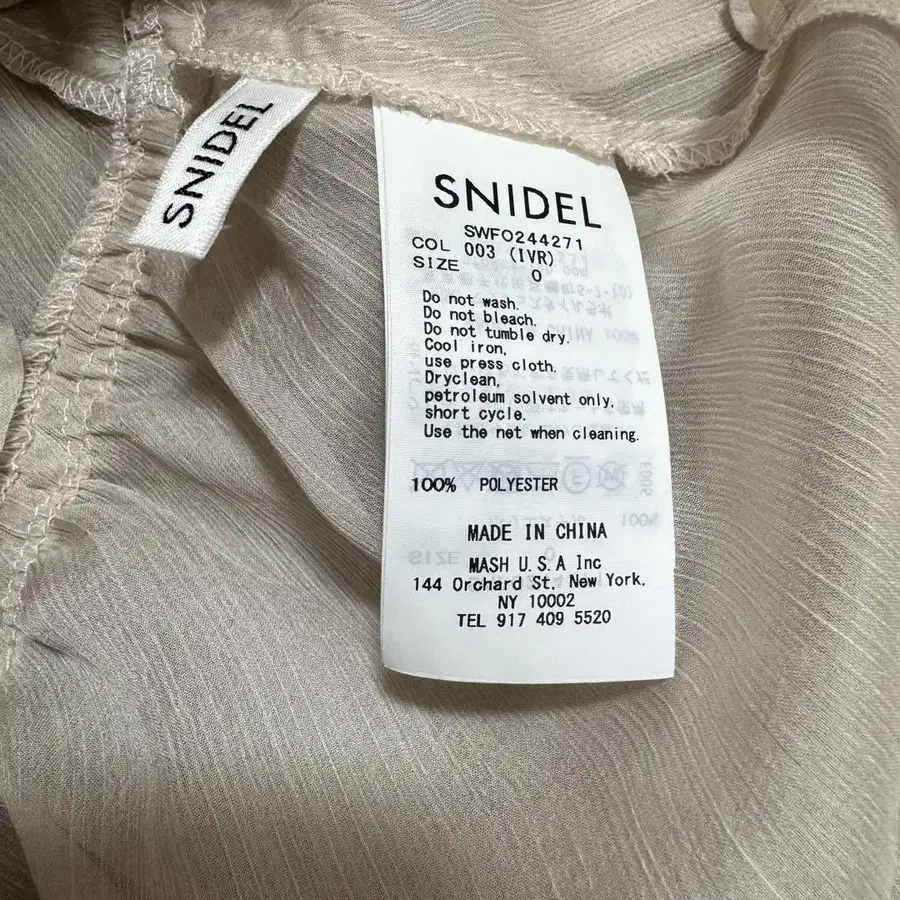 SNIDEL
SNIDEL
SWFO244271
COL 003 (IVR)
SIZE 0
Do not wash.
Do not bleach.
Do not tumble dry.
Cool iron,
use press cloth.
Dryclean,
petroleum solvent only,
short cycle.
Use the net when cleaning.
100% POLYESTER
MADE IN CHINA
MASH U.S.A Inc
144 Orchard St. New York.
NY 10002
TEL 917 409 5520